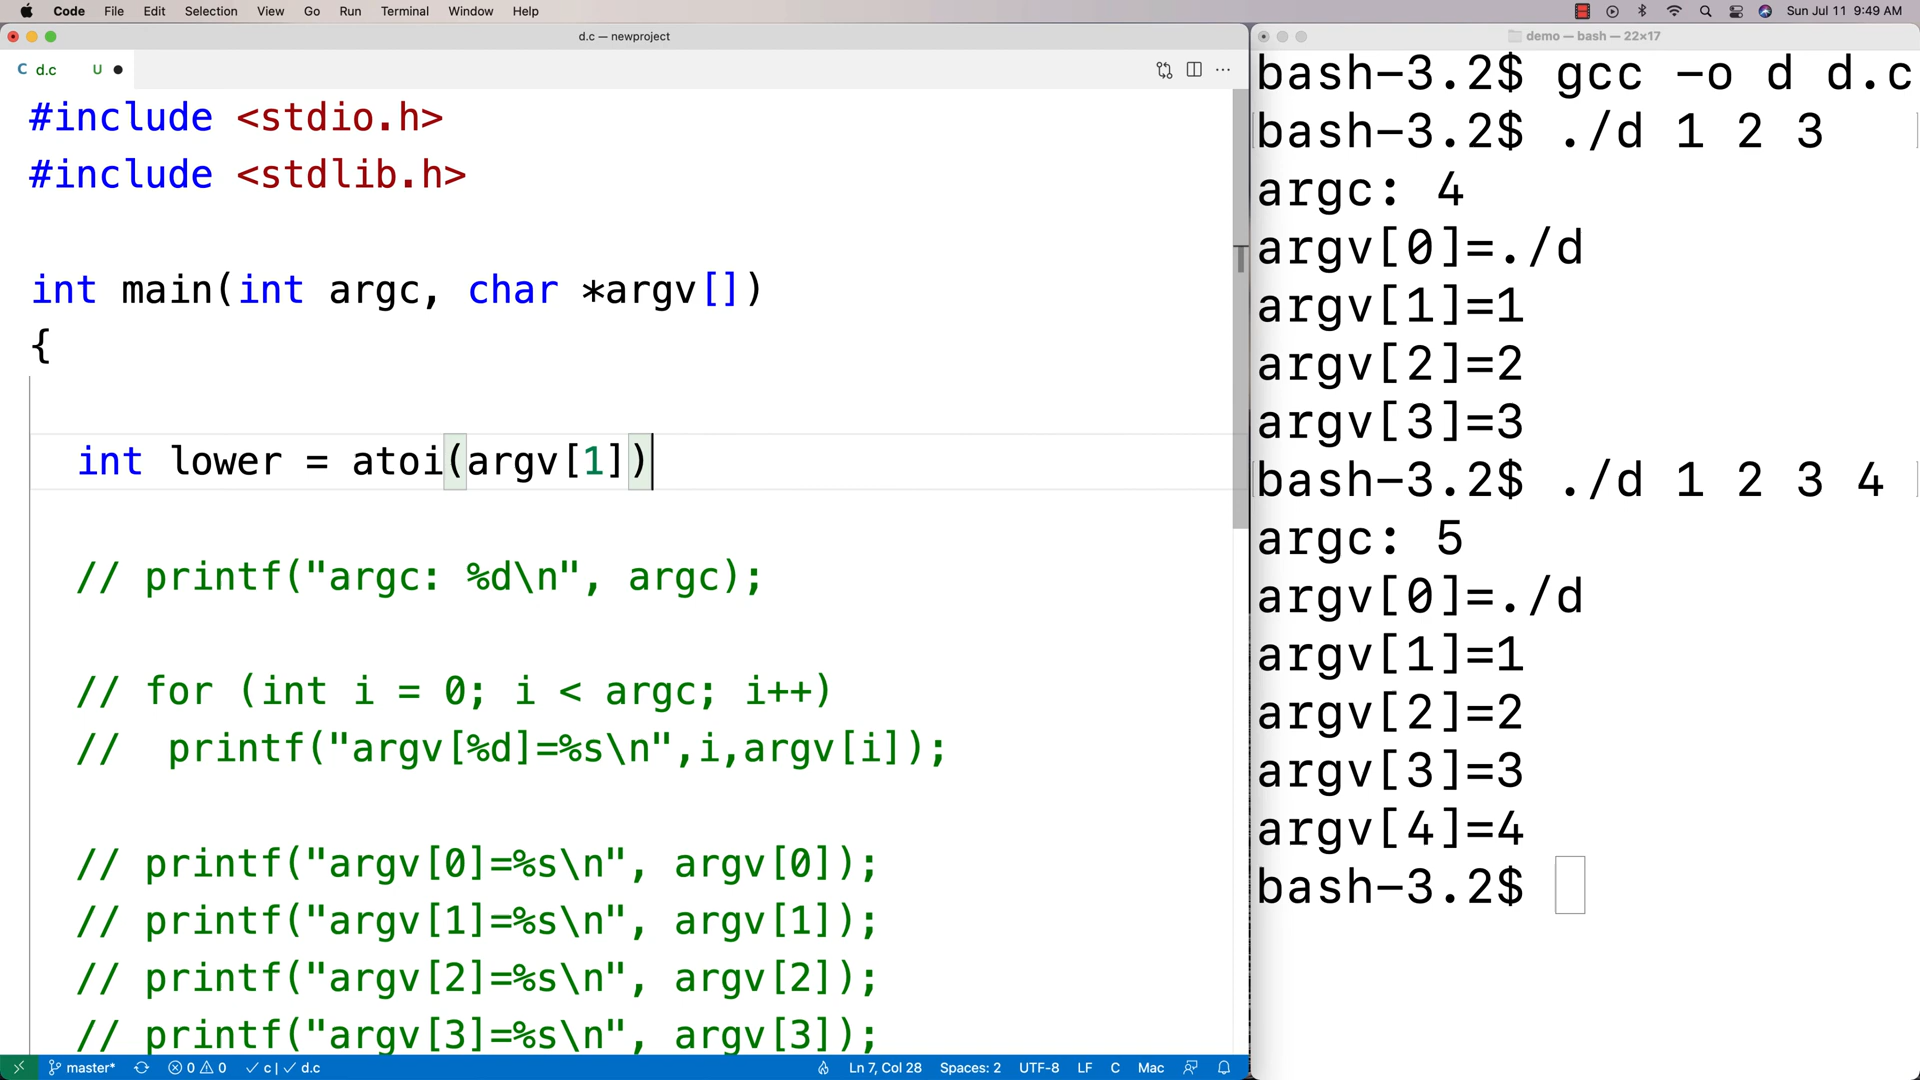 Code File Edit Selection View Go Run Terminal Window Help Sun Jul 11 9:49 AM
d.c — newproject
C d.c U
#include <stdio.h>
#include <stdlib.h>
int main(int argc, char *argv[])
{
int lower = atoi(argv[1])
// printf("argc: %d\n", argc);
// for (int i = 0; i < argc; i++)
// printf("argv[%d]=%s\n",i,argv[i]);
// printf("argv[0]=%s\n", argv[0]);
// printf("argv[1]=%s\n", argv[1]);
// printf("argv[2]=%s\n", argv[2]);
// printf("argv[3]=%s\n", argv[3]);
master* 0 0 c | d.c Ln 7, Col 28 Spaces: 2 UTF-8 LF C Mac
demo — bash — 22×17
bash-3.2$ gcc -o d d.c
bash-3.2$ ./d 1 2 3
argc: 4
argv[0]=./d
argv[1]=1
argv[2]=2
argv[3]=3
bash-3.2$ ./d 1 2 3 4
argc: 5
argv[0]=./d
argv[1]=1
argv[2]=2
argv[3]=3
argv[4]=4
bash-3.2$